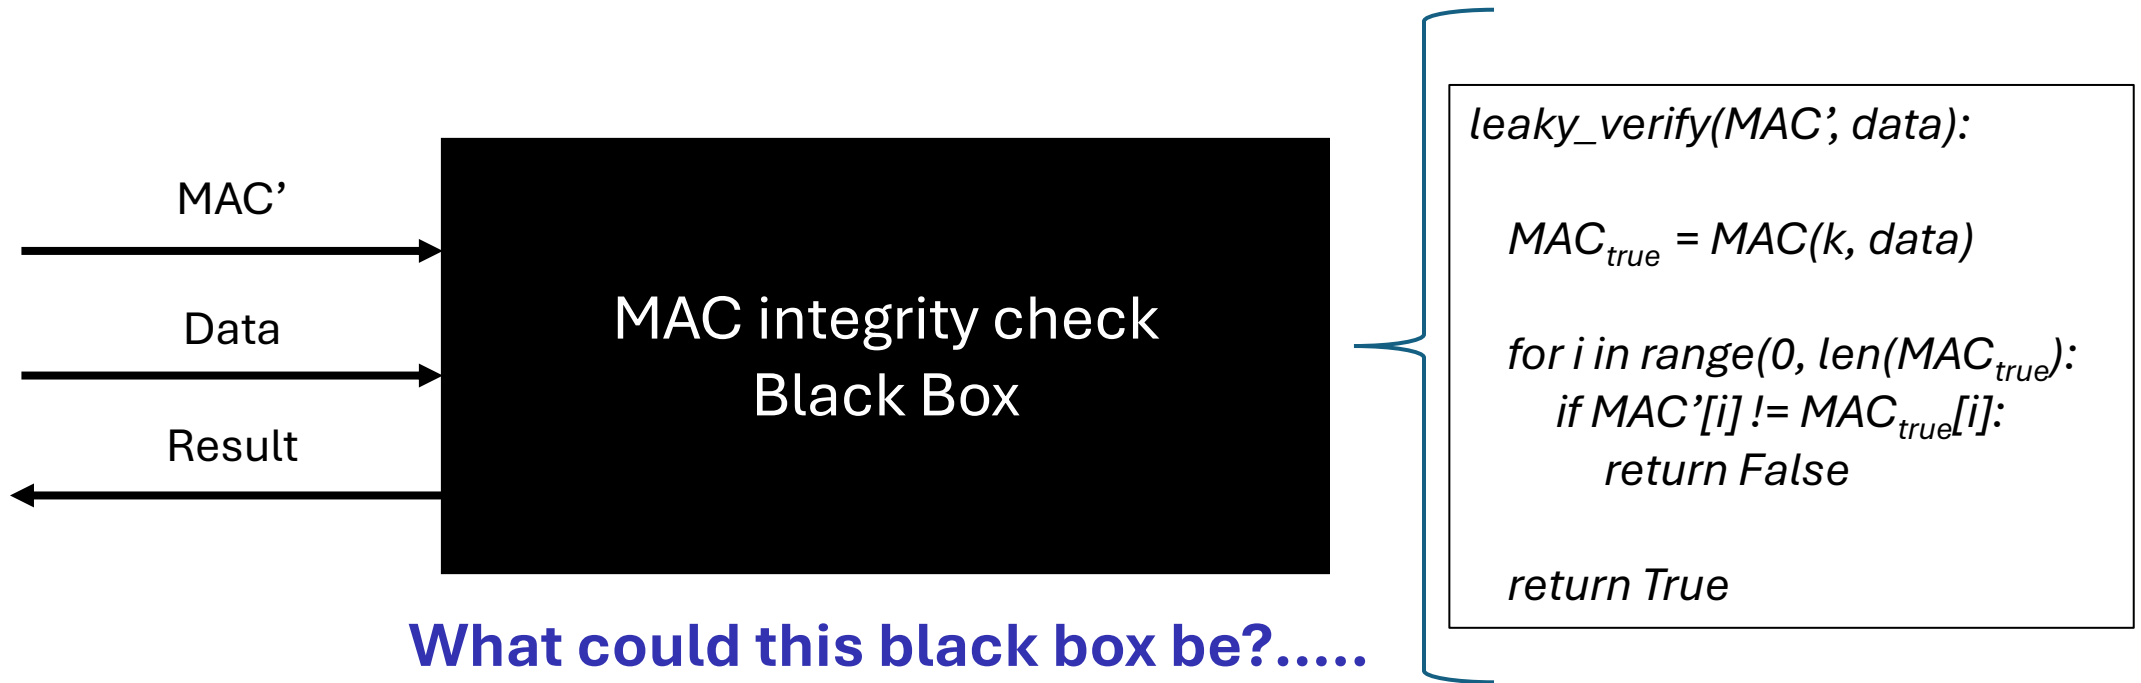 MAC’
Data
Result
MAC integrity check
Black Box
What could this black box be?.....
leaky_verify(MAC’, data):
MACtrue = MAC(k, data)
for i in range(0, len(MACtrue):
if MAC’[i] != MACtrue[i]:
return False
return True